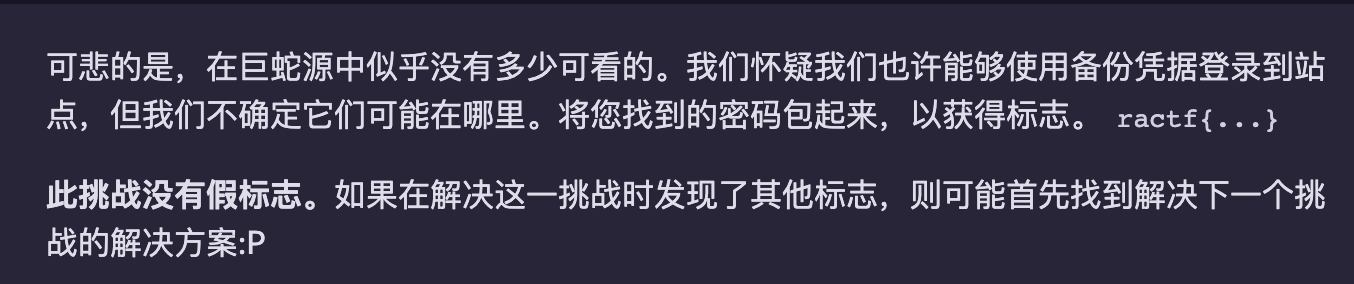 可悲的是，在巨蛇源中似乎没有多少可看的。我们怀疑我们也许能够使用备份凭据登录到站
点，但我们不确定它们可能在哪里。将您找到的密码包起来，以获得标志。 ractf{...}
此挑战没有假标志。如果在解决这一挑战时发现了其他标志，则可能首先找到解决下一个挑
战的解决方案:P